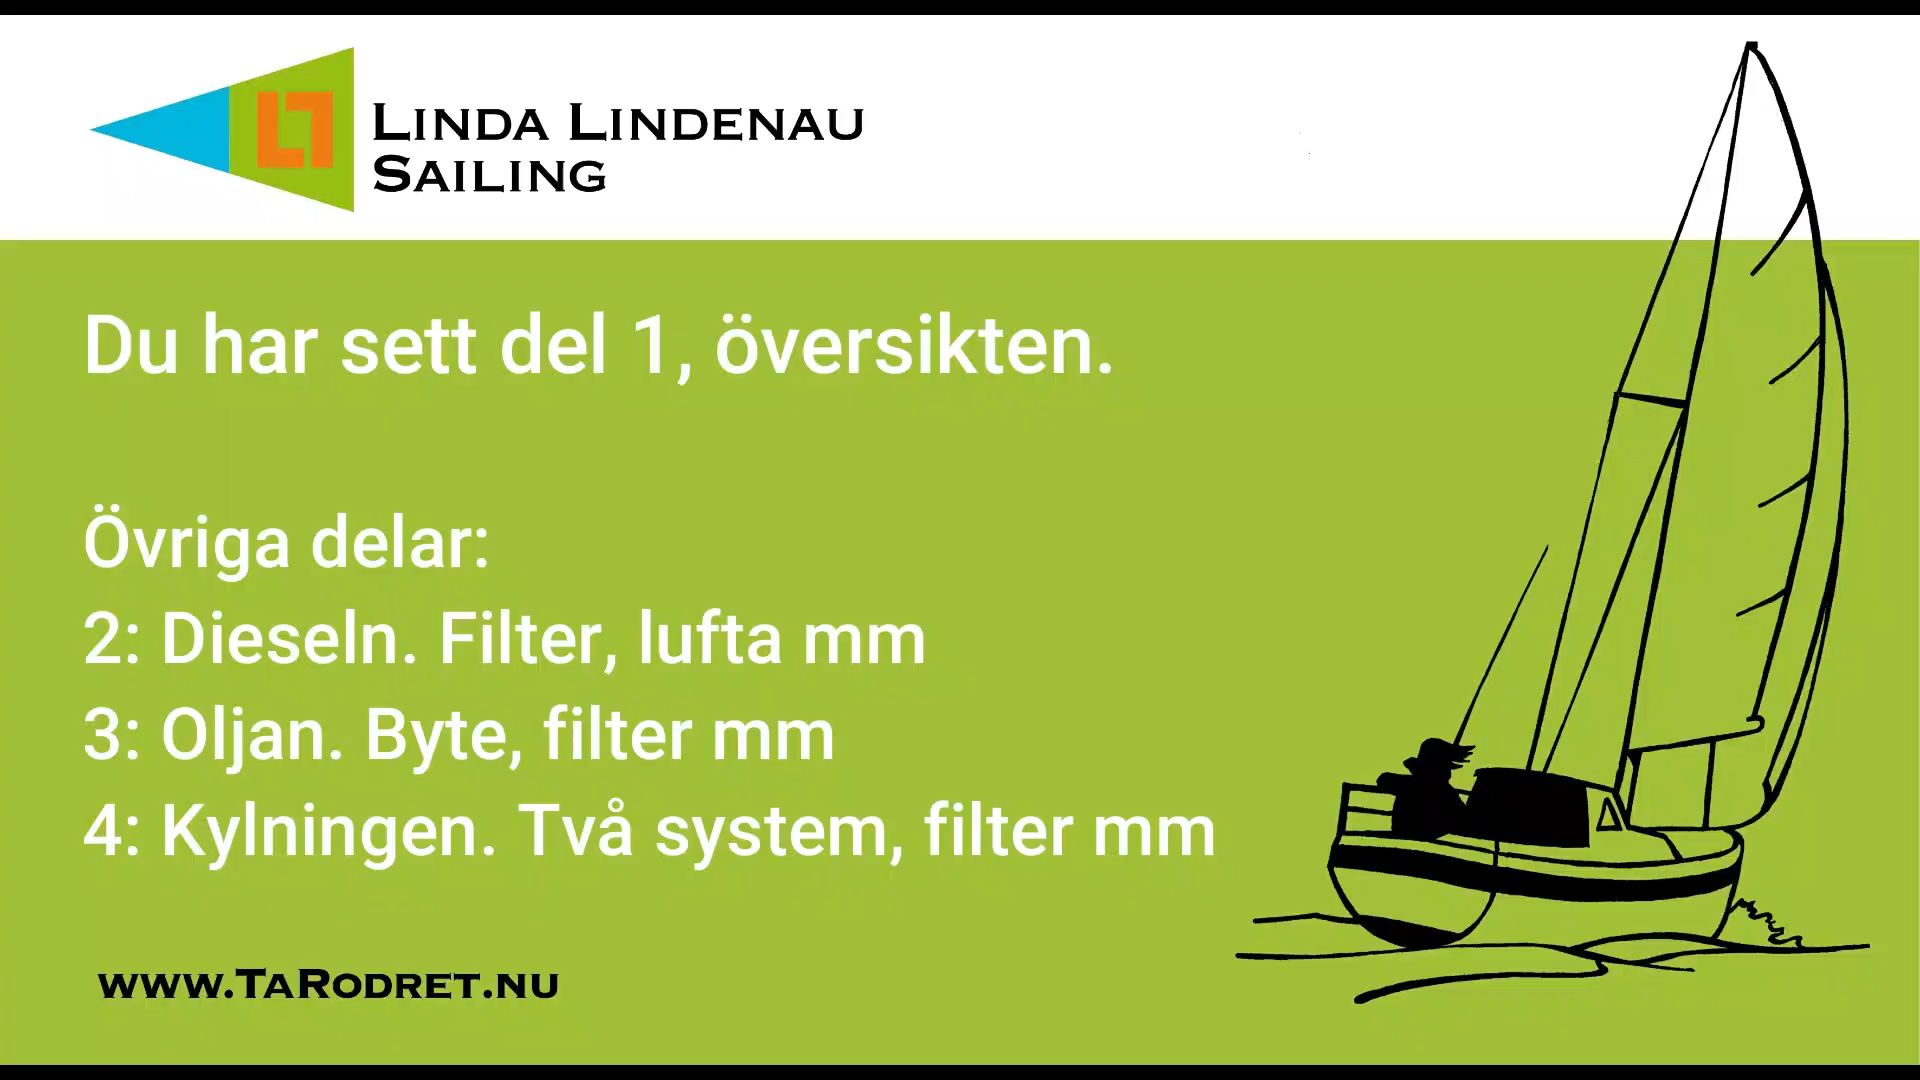 LINDA LINDENAU
SAILING
Du har sett del 1, översikten.
Övriga delar:
2: Dieseln. Filter, lufta mm
3: Oljan. Byte, filter mm
4: Kylningen. Två system, filter mm
WWW.TARODRET.NU